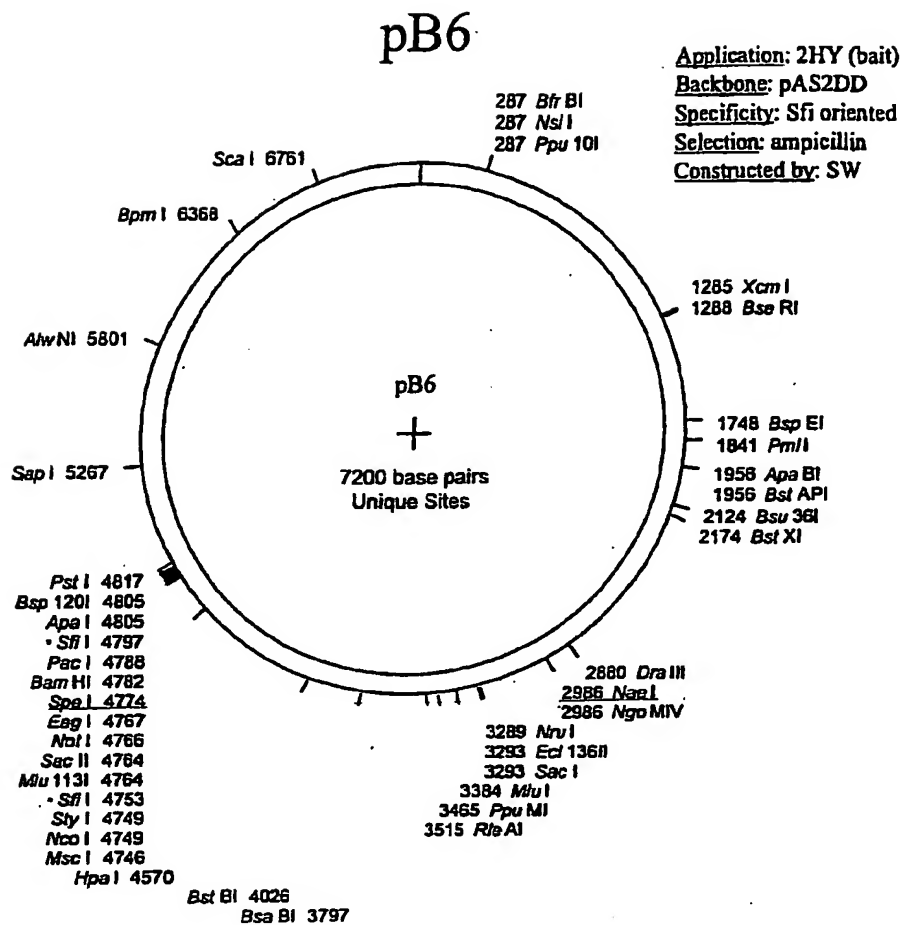 pB6
Application: 2HY (bait)
Backbone: pAS2DD
Specificity: Sfi oriented
Selection: ampicillin
Constructed by: SW
287 Bfr BI
287 Nsi I
287 Ppu 10I
Sca I 6761
Bpm I 6368
AlwNI 5801
Sap I 5267
1285 Xcm I
1288 Bse RI
1748 Bsp EI
1841 Pml I
1958 Apa BI
1956 Bst API
2124 Bsu 36I
2174 Bst XI
pB6
7200 base pairs
Unique Sites
Pst I 4817
Bsp 120I 4805
Apa I 4805
• Sfi I 4797
Pac I 4788
Bam HI 4782
Spe I 4774
Eag I 4767
Not I 4766
Sac II 4764
Mlu 113I 4764
• Sfi I 4753
Sty I 4749
Nco I 4749
Msc I 4746
Hpa I 4570
Bst BI 4026
Bsa BI 3797
2880 Dra III
2986 Nae I
2986 Ngo MIV
3289 Nru I
3293 Ecl 136II
3293 Sac I
3384 Mlu I
3465 Ppu MI
3515 Rle AI